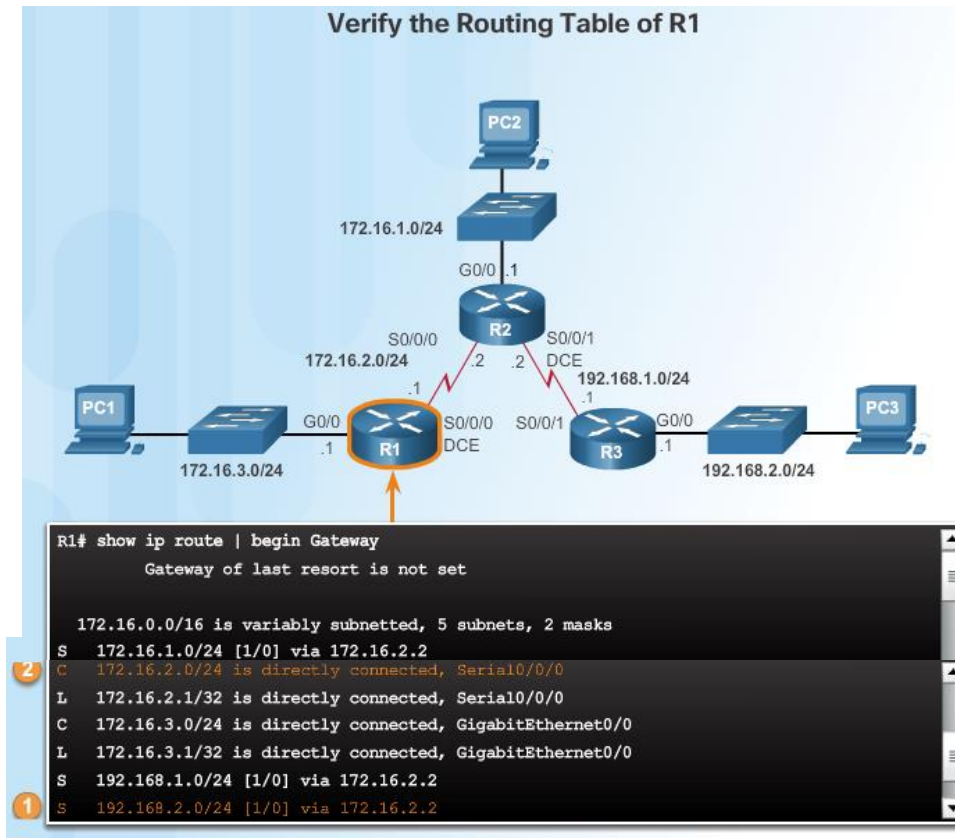 Verify the Routing Table of R1
PC2
172.16.1.0/24
G0/0 .1
R2
S0/0/0
S0/0/1
172.16.2.0/24
.2
.2
DCE
192.168.1.0/24
.1
.1
PC1
G0/0
.1
R1
S0/0/0
DCE
S0/0/1
R3
G0/0
.1
PC3
172.16.3.0/24
192.168.2.0/24
R1# show ip route | begin Gateway
Gateway of last resort is not set
172.16.0.0/16 is variably subnetted, 5 subnets, 2 masks
S 172.16.1.0/24 [1/0] via 172.16.2.2
2 C 172.16.2.0/24 is directly connected, Serial0/0/0
L 172.16.2.1/32 is directly connected, Serial0/0/0
C 172.16.3.0/24 is directly connected, GigabitEthernet0/0
L 172.16.3.1/32 is directly connected, GigabitEthernet0/0
S 192.168.1.0/24 [1/0] via 172.16.2.2
1 S 192.168.2.0/24 [1/0] via 172.16.2.2